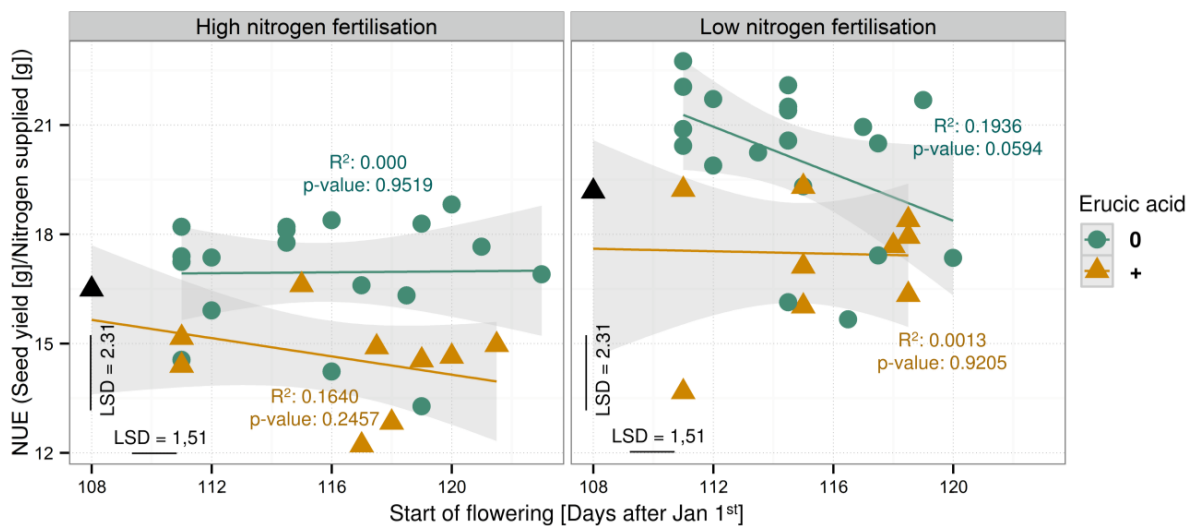 High nitrogen fertilisation
Low nitrogen fertilisation
NUE (Seed yield [g]/Nitrogen supplied [g])
21
18
15
12
R²: 0.000
p-value: 0.9519
R²: 0.1640
p-value: 0.2457
LSD = 2.31
LSD = 1,51
R²: 0.1936
p-value: 0.0594
R²: 0.0013
p-value: 0.9205
LSD = 2.31
LSD = 1,51
108 112 116 120
108 112 116 120
Start of flowering [Days after Jan 1ˢᵗ]
Erucic acid
0
+